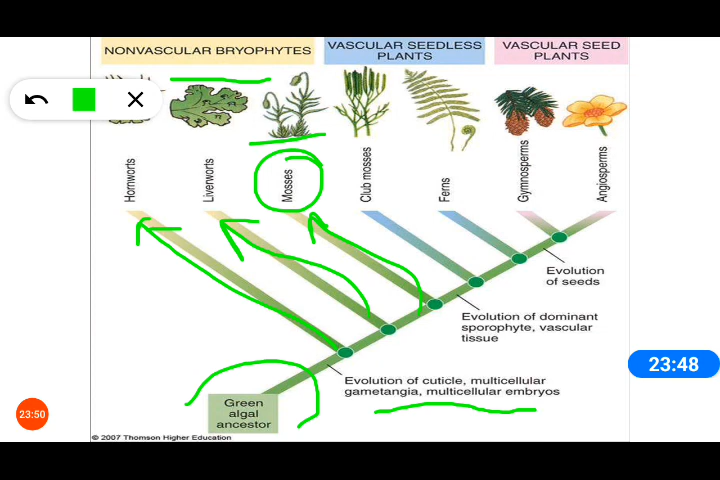 NONVASCULAR BRYOPHYTES
VASCULAR SEEDLESS
PLANTS
VASCULAR SEED
PLANTS
Hornworts
Liverworts
Mosses
Club mosses
Ferns
Gymnosperms
Angiosperms
Evolution
of seeds
Evolution of dominant
sporophyte, vascular
tissue
23:48
Evolution of cuticle, multicellular
gametangia, multicellular embryos
Green
algal
ancestor
23:50
© 2007 Thomson Higher Education